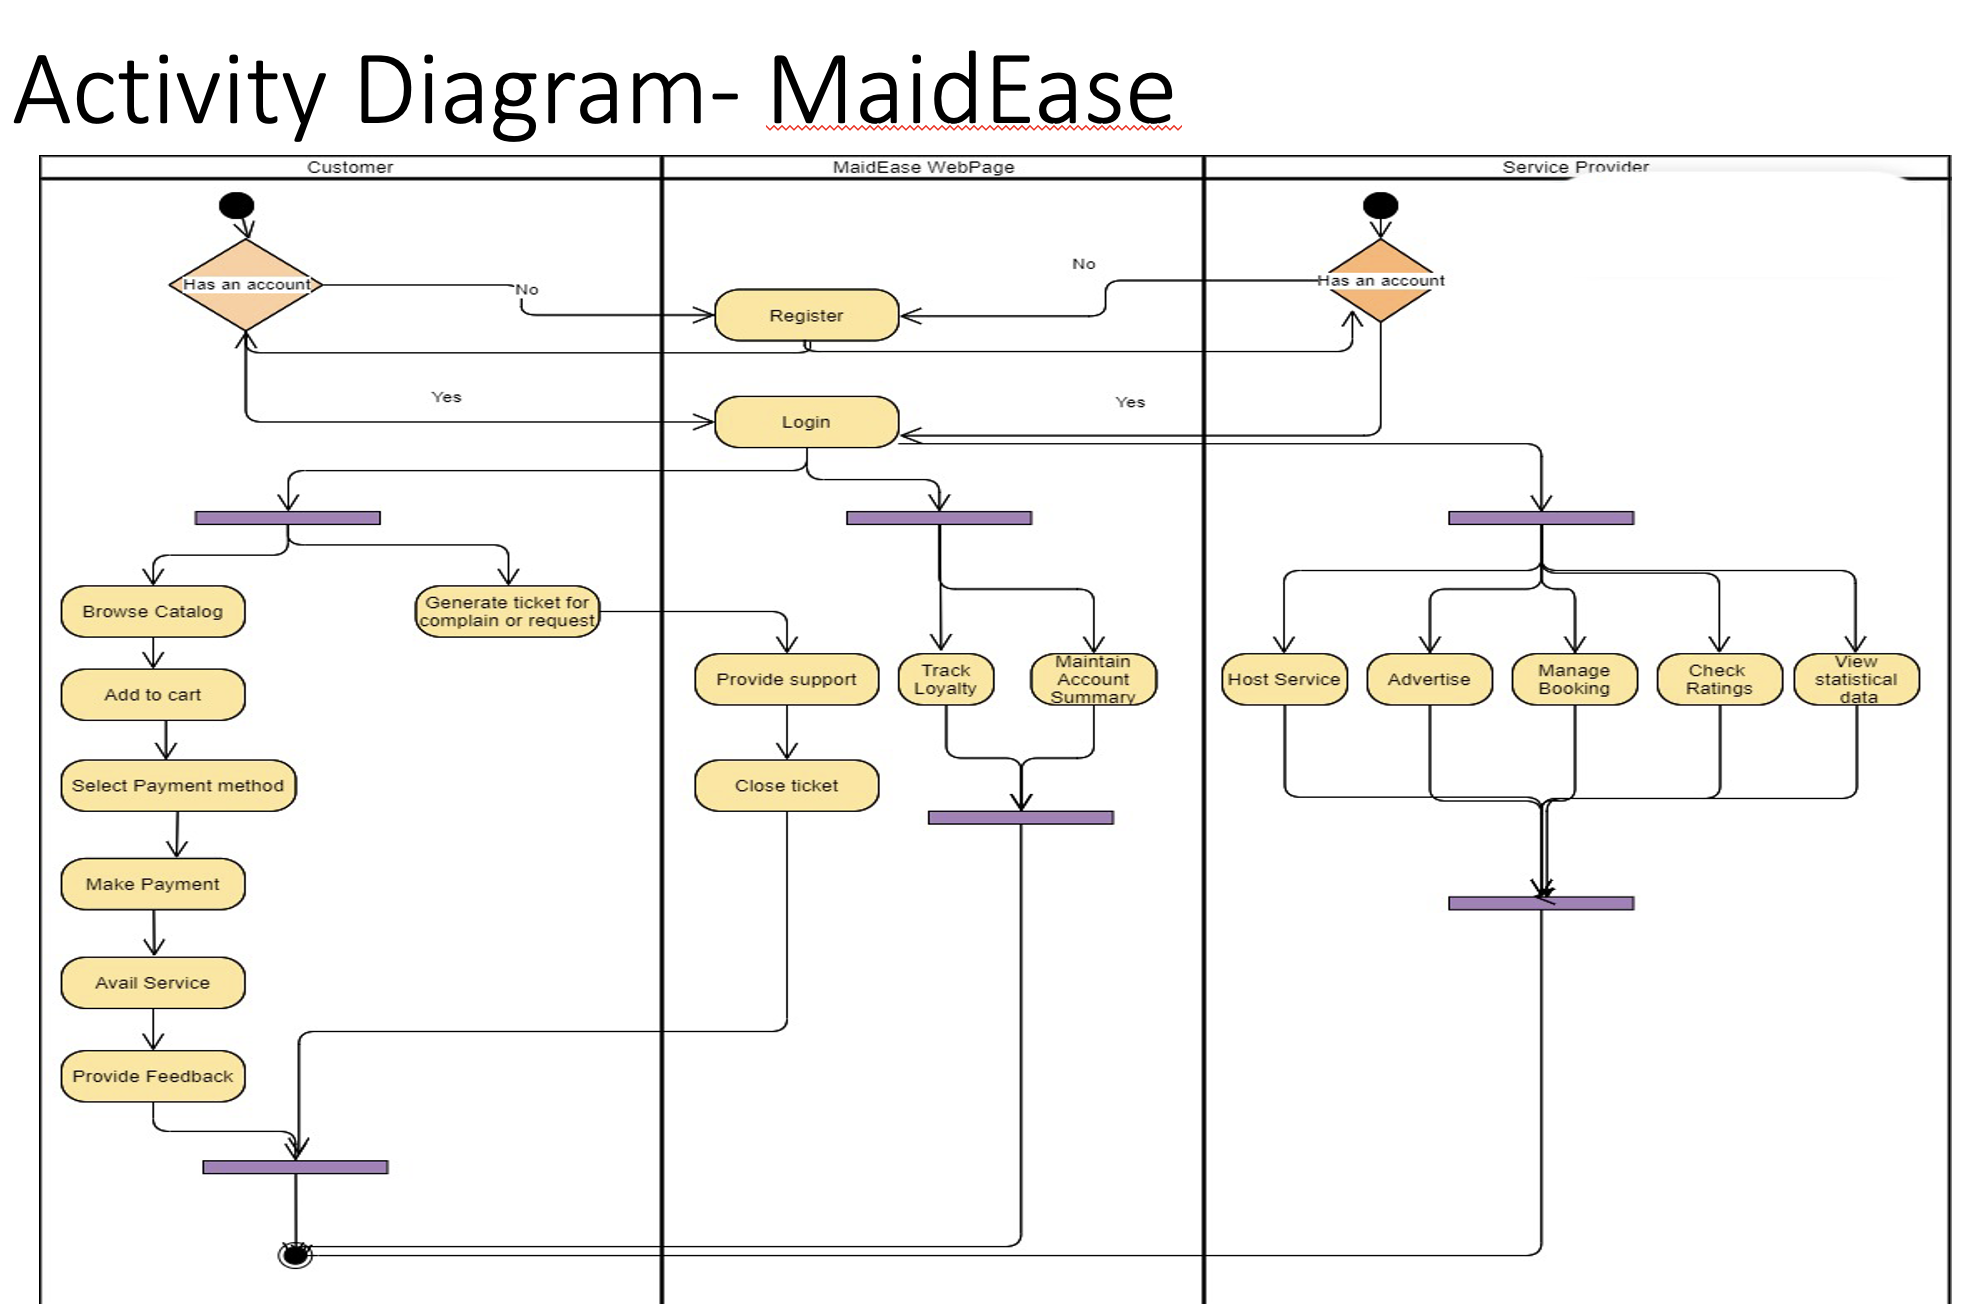 Activity Diagram- MaidEase
Customer
MaidEase WebPage
Service Provider
Has an account
No
Register
No
Has an account
Yes
Login
Yes
Browse Catalog
Generate ticket for
complain or request
Add to cart
Select Payment method
Make Payment
Avail Service
Provide Feedback
Provide support
Close ticket
Track
Loyalty
Maintain
Account
Summary
Host Service
Advertise
Manage
Booking
Check
Ratings
View
statistical
data